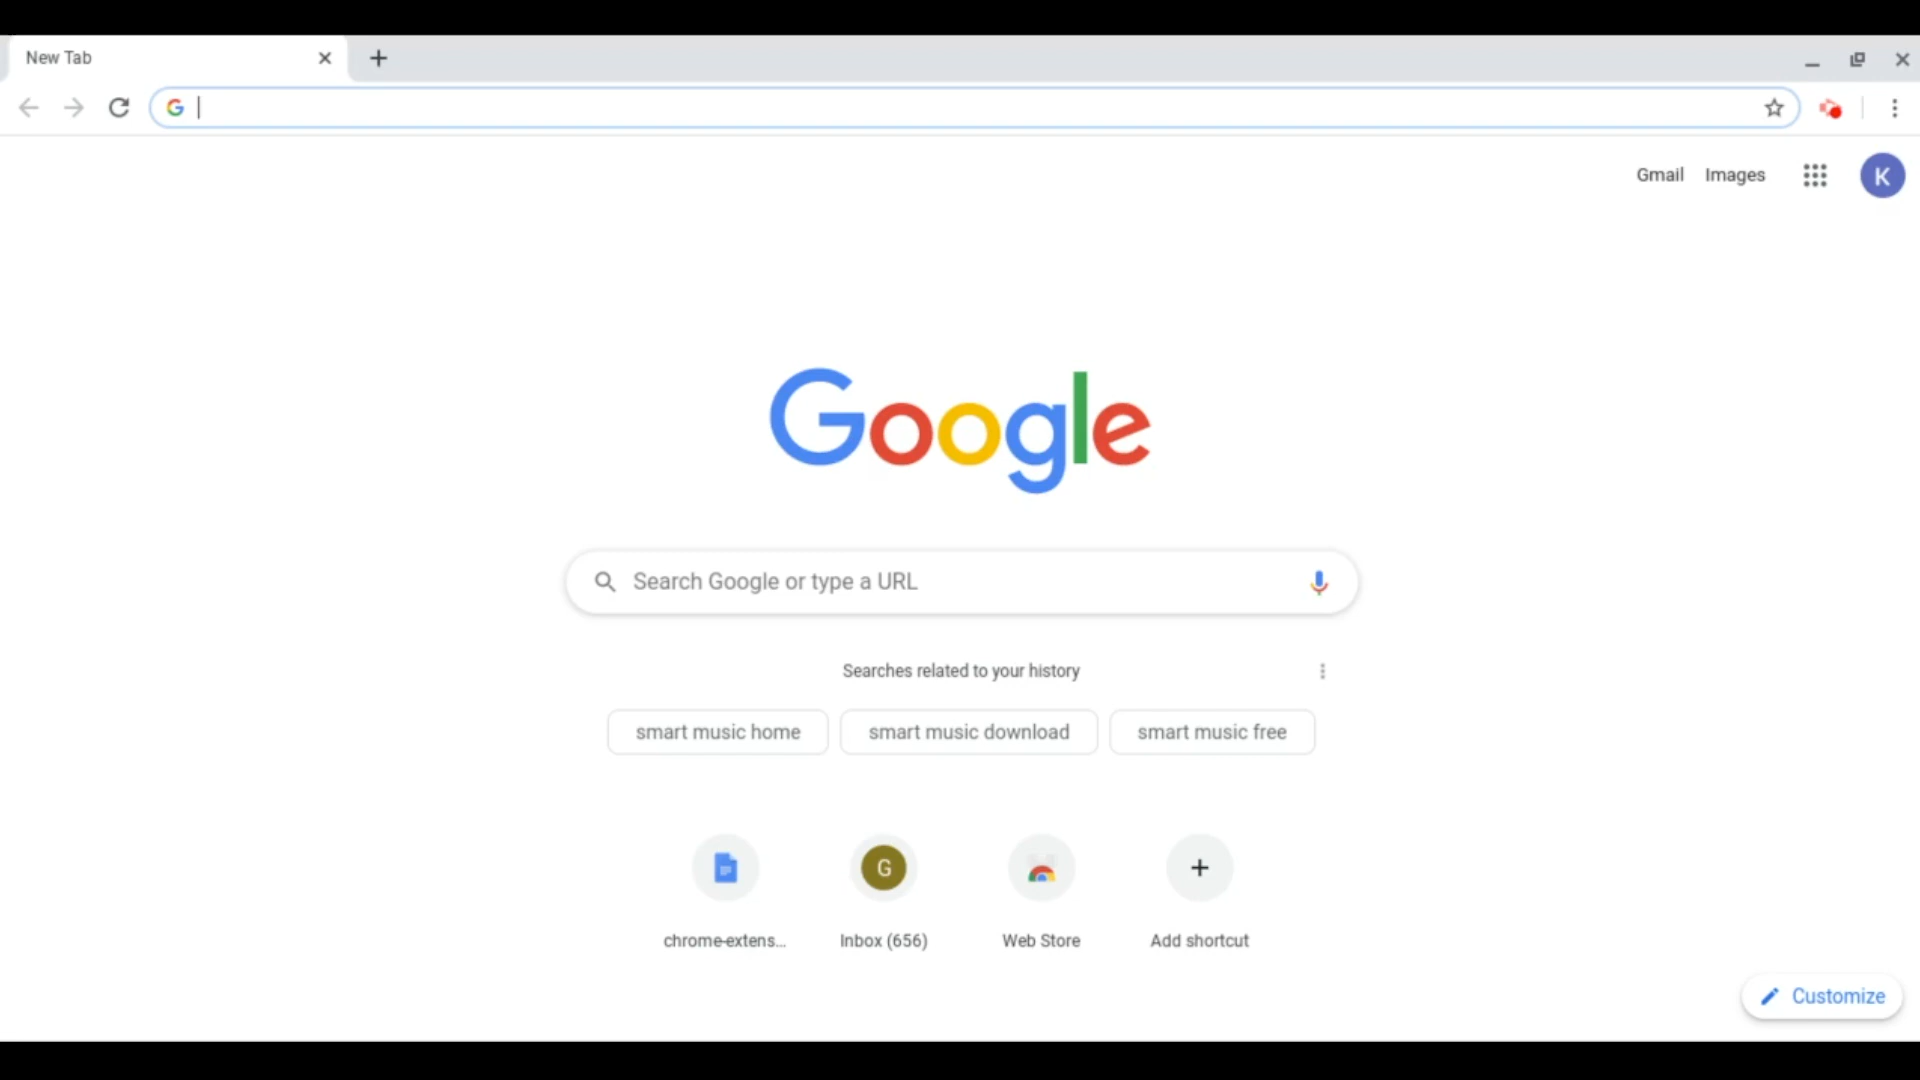 New Tab
Gmail Images
K
Google
Search Google or type a URL
Searches related to your history
smart music home smart music download smart music free
G
chrome-extens... Inbox (656) Web Store Add shortcut
Customize